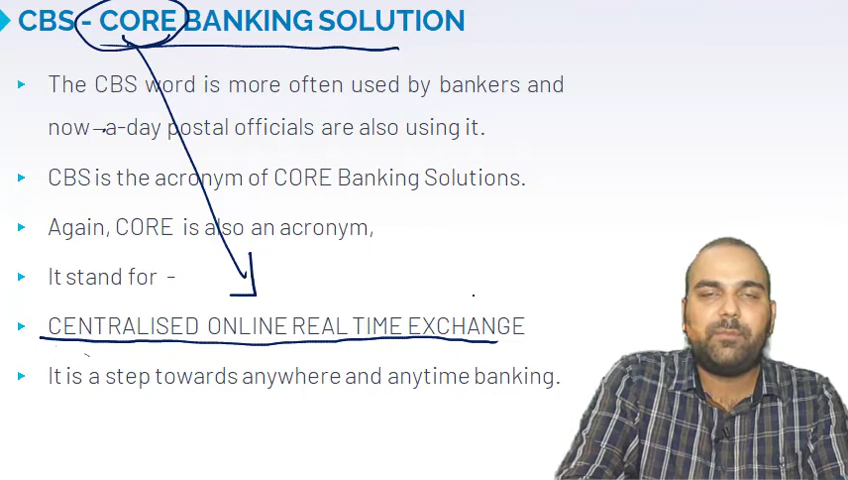 CBS - CORE BANKING SOLUTION
The CBS word is more often used by bankers and
now-a-day postal officials are also using it.
CBS is the acronym of CORE Banking Solutions.
Again, CORE is also an acronym,
It stand for -
CENTRALISED ONLINE REAL TIME EXCHANGE
It is a step towards anywhere and anytime banking.